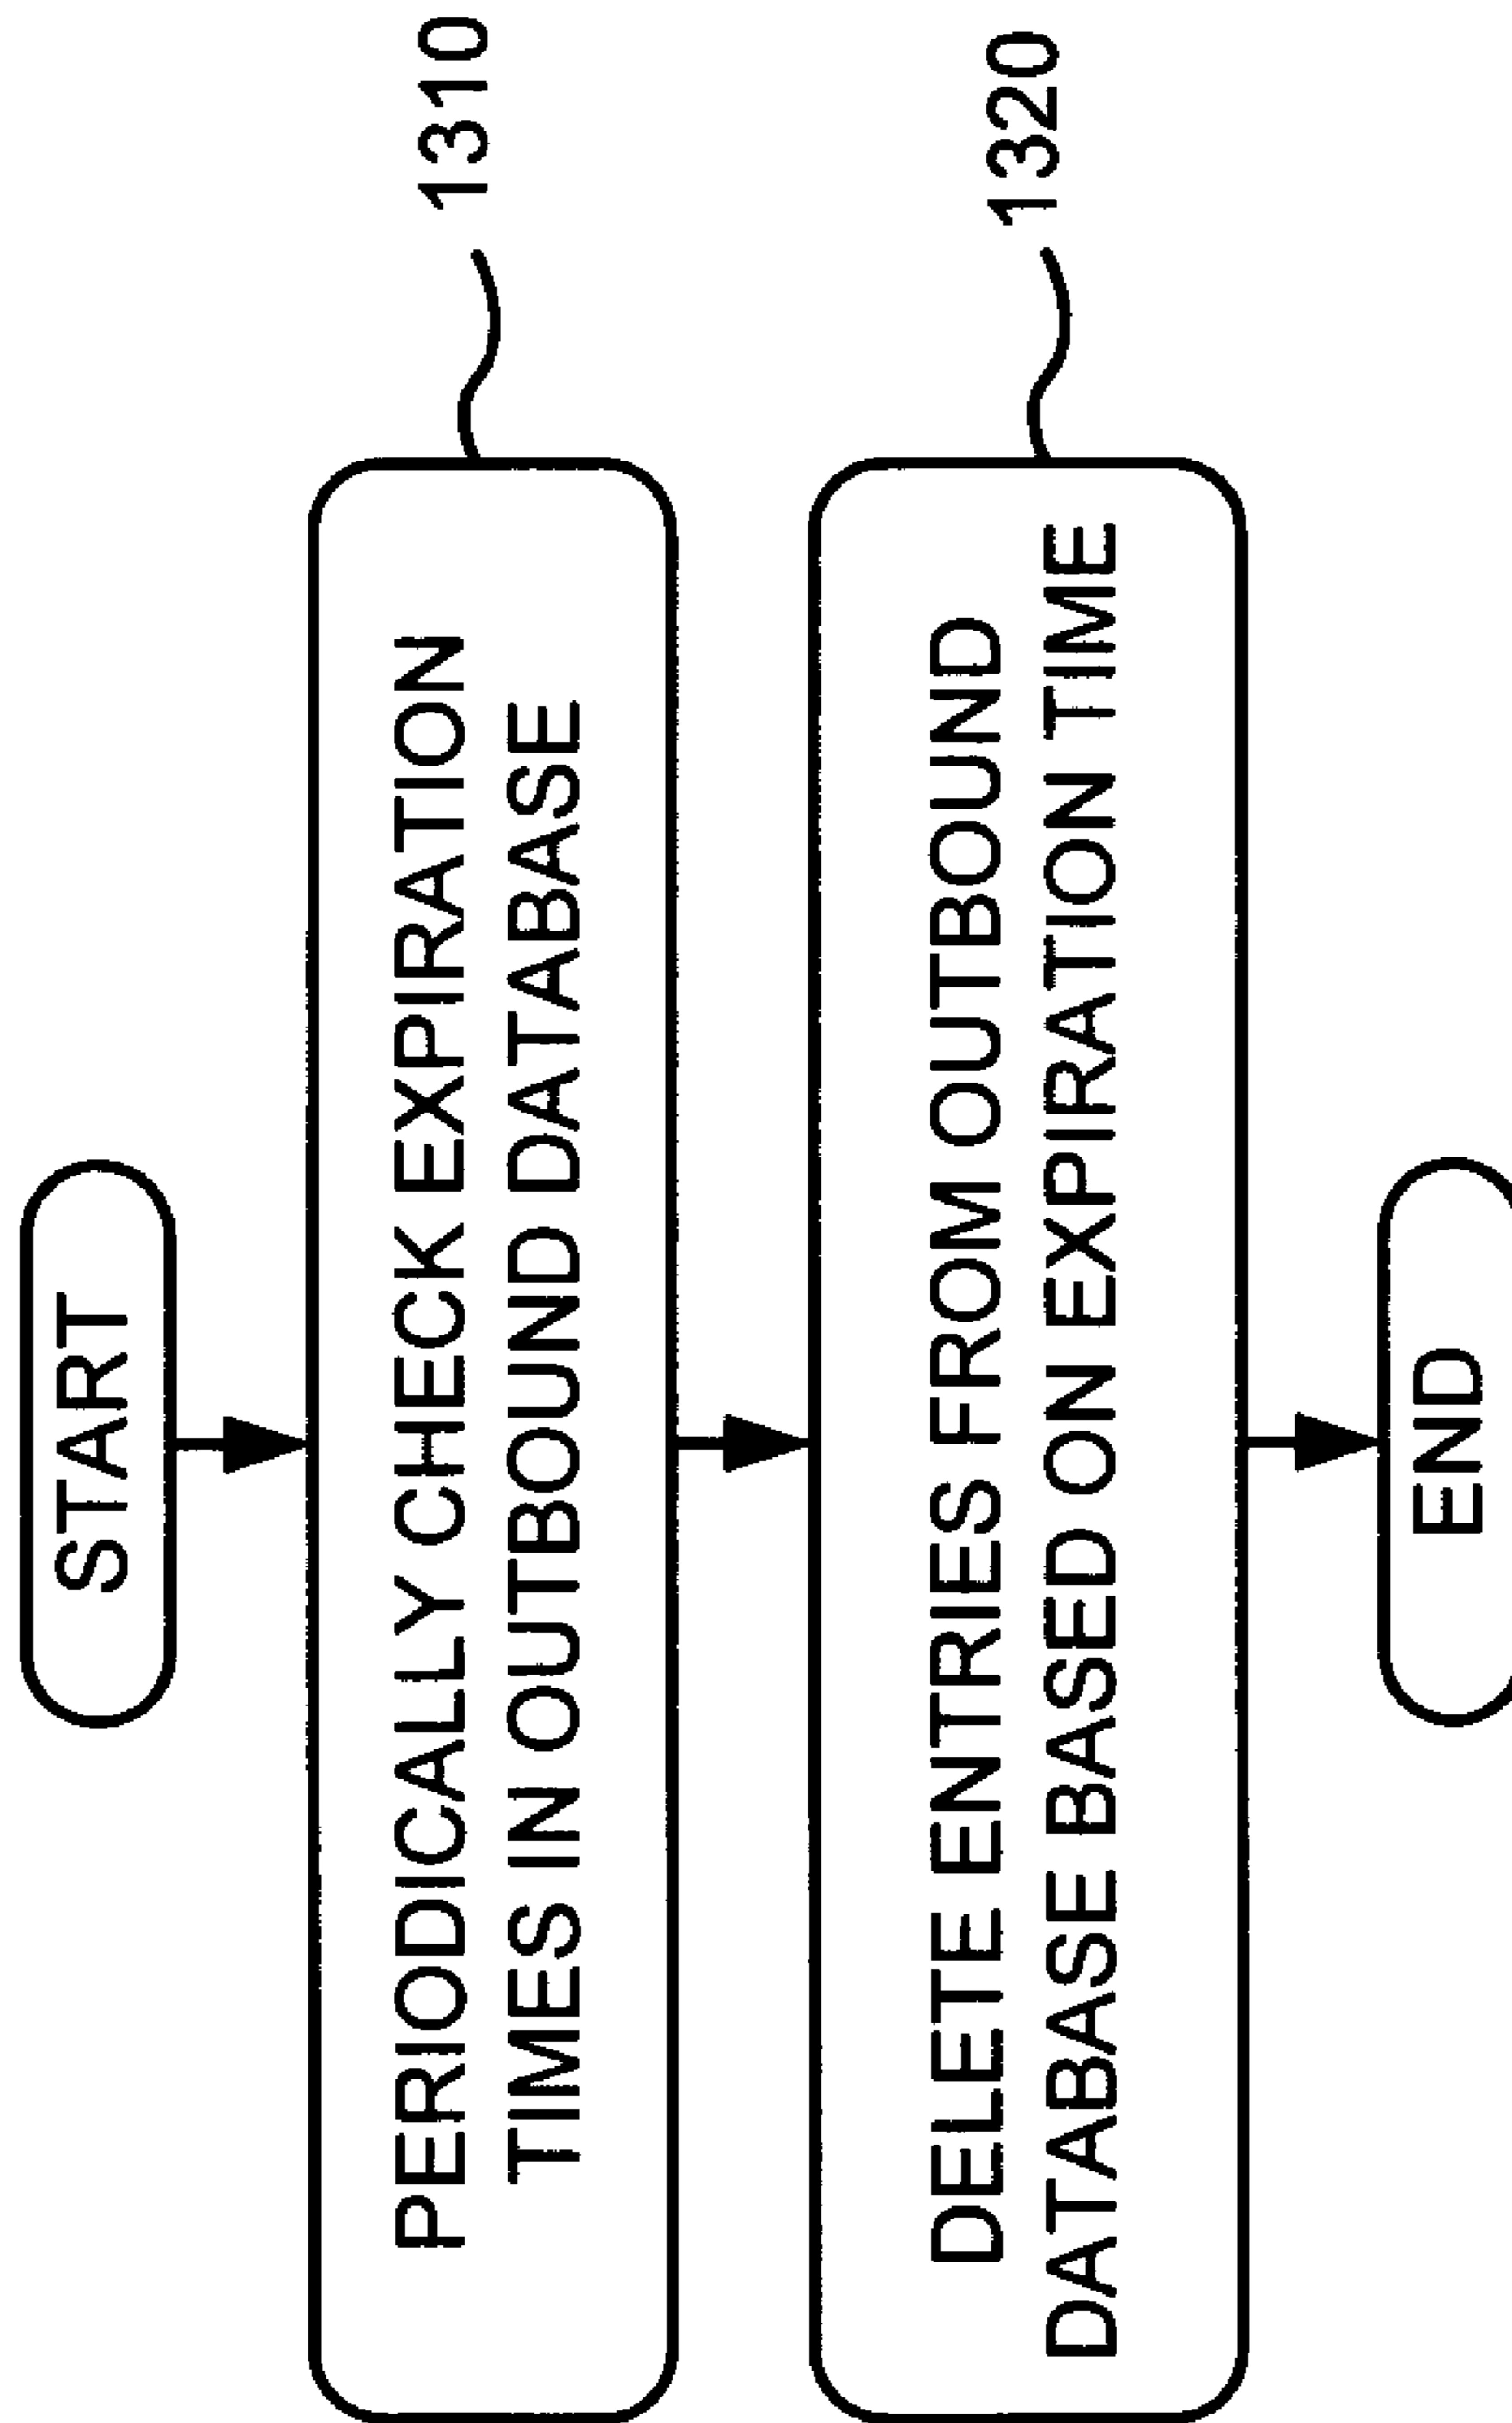 START
PERIODICALLY CHECK EXPIRATION
TIMES IN OUTBOUND DATABASE
1310
DELETE ENTRIES FROM OUTBOUND
DATABASE BASED ON EXPIRATION TIME
1320
END